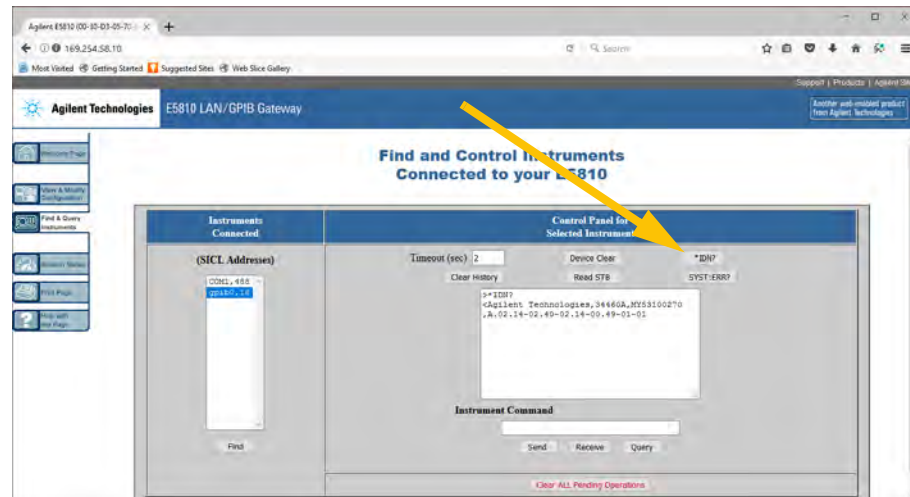 Agilent E5810 (00-30-D3-05-70
169.254.58.10
Search
Most Visited Getting Started Suggested Sites Web Slice Gallery
Support | Products | Agilent
Agilent Technologies E5810 LAN/GPIB Gateway
Another web-enabled product
from Agilent Technologies
Welcome Page
Find and Control Instruments
Connected to your E5810
View & Modify
Configuration
Find & Query
Instruments
Instruments
Connected
Control Panel for
Selected Instrument
(SICL Addresses)
Timeout (sec) 2 Device Clear *IDN?
Clear History Read STB SYST:ERR?
COM1,488
gpib0,
Print Page
>*IDN?
<Agilent Technologies,34460A,MY53100270
,A.02.14-02.40-02.14-00.49-01-01
Help with
this Page
Instrument Command
Find
Send Receive Query
Clear ALL Pending Operations